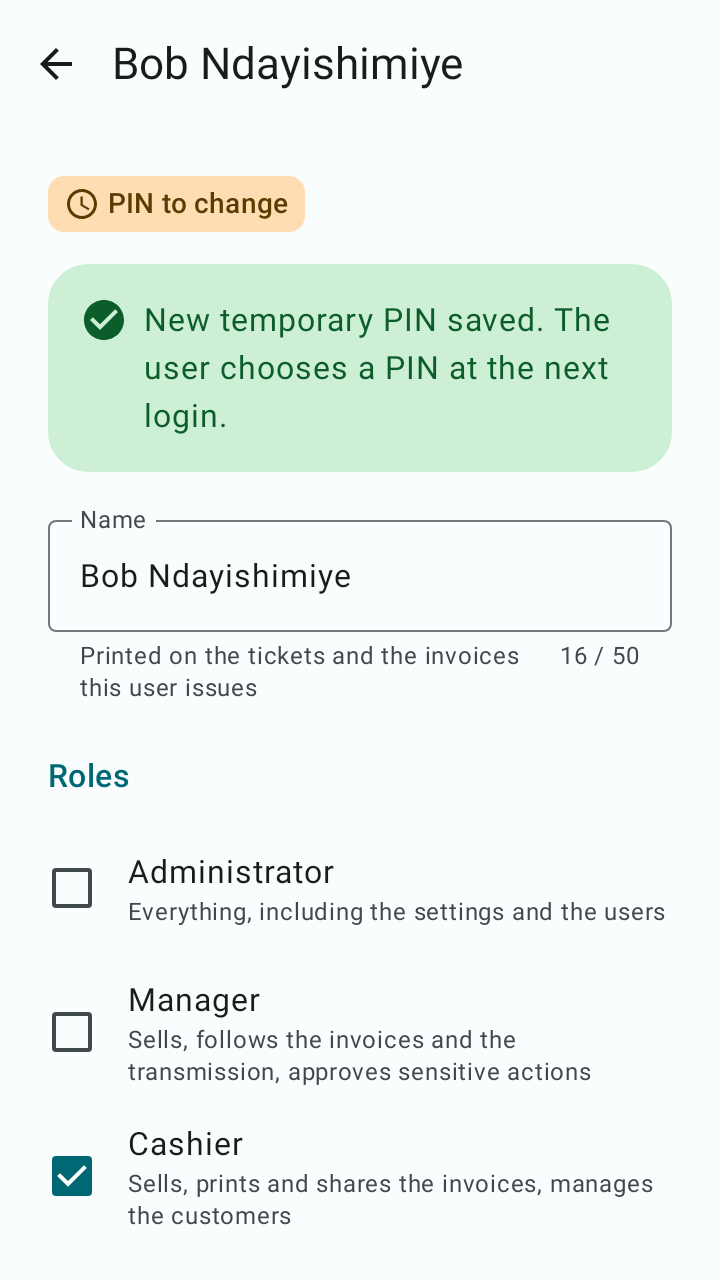 Bob Ndayishimiye
PIN to change
New temporary PIN saved. The
user chooses a PIN at the next
login.
Name
Bob Ndayishimiye
Printed on the tickets and the invoices
this user issues
16 / 50
Roles
Administrator
Everything, including the settings and the users
Manager
Sells, follows the invoices and the
transmission, approves sensitive actions
Cashier
Sells, prints and shares the invoices, manages
the customers